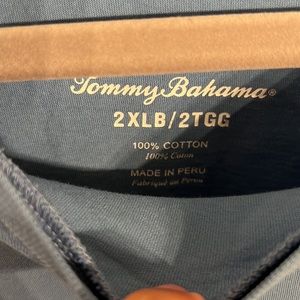 Tommy Bahama®
2XLB/2TGG
100% COTTON
100% Coton
MADE IN PERU
Fabriqué au Pérou